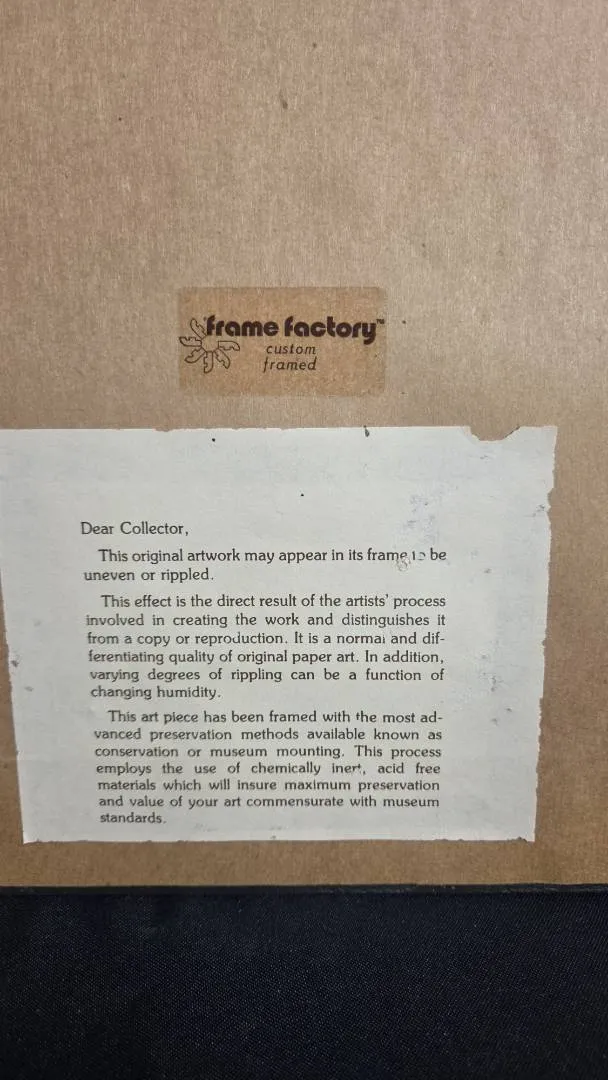 frame factory™
custom
framed
Dear Collector,
This original artwork may appear in its frame to be
uneven or rippled.
This effect is the direct result of the artists' process
involved in creating the work and distinguishes it
from a copy or reproduction. It is a normal and dif-
ferentiating quality of original paper art. In addition,
varying degrees of rippling can be a function of
changing humidity.
This art piece has been framed with the most ad-
vanced preservation methods available known as
conservation or museum mounting. This process
employs the use of chemically inert, acid free
materials which will insure maximum preservation
and value of your art commensurate with museum
standards.